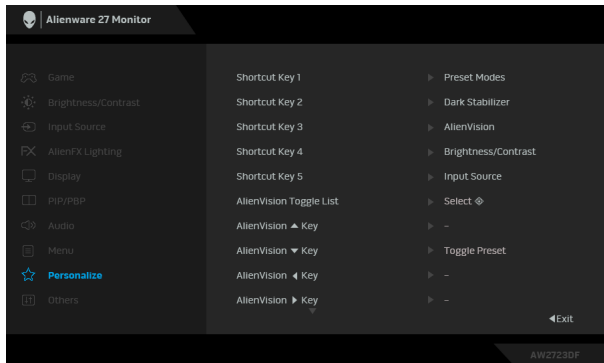 Alienware 27 Monitor
Game
Brightness/Contrast
Input Source
AlienFX Lighting
Display
PIP/PBP
Audio
Menu
Personalize
Others
Shortcut Key 1 Preset Modes
Shortcut Key 2 Dark Stabilizer
Shortcut Key 3 AlienVision
Shortcut Key 4 Brightness/Contrast
Shortcut Key 5 Input Source
AlienVision Toggle List Select
AlienVision ▲ Key –
AlienVision ▼ Key Toggle Preset
AlienVision ◀ Key –
AlienVision ▶ Key –
◀Exit
AW2723DF